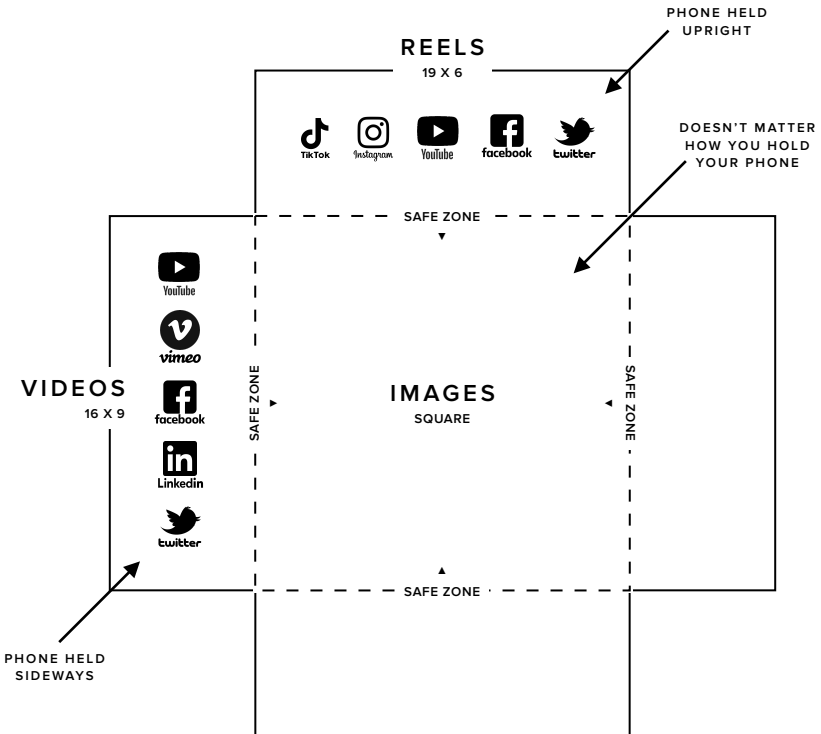 PHONE HELD
UPRIGHT
REELS
19 X 6
TikTok
Instagram
YouTube
facebook
twitter
DOESN'T MATTER
HOW YOU HOLD
YOUR PHONE
SAFE ZONE
YouTube
vimeo
facebook
in
Linkedin
twitter
VIDEOS
16 X 9
SAFE ZONE
IMAGES
SQUARE
SAFE ZONE
SAFE ZONE
PHONE HELD
SIDEWAYS